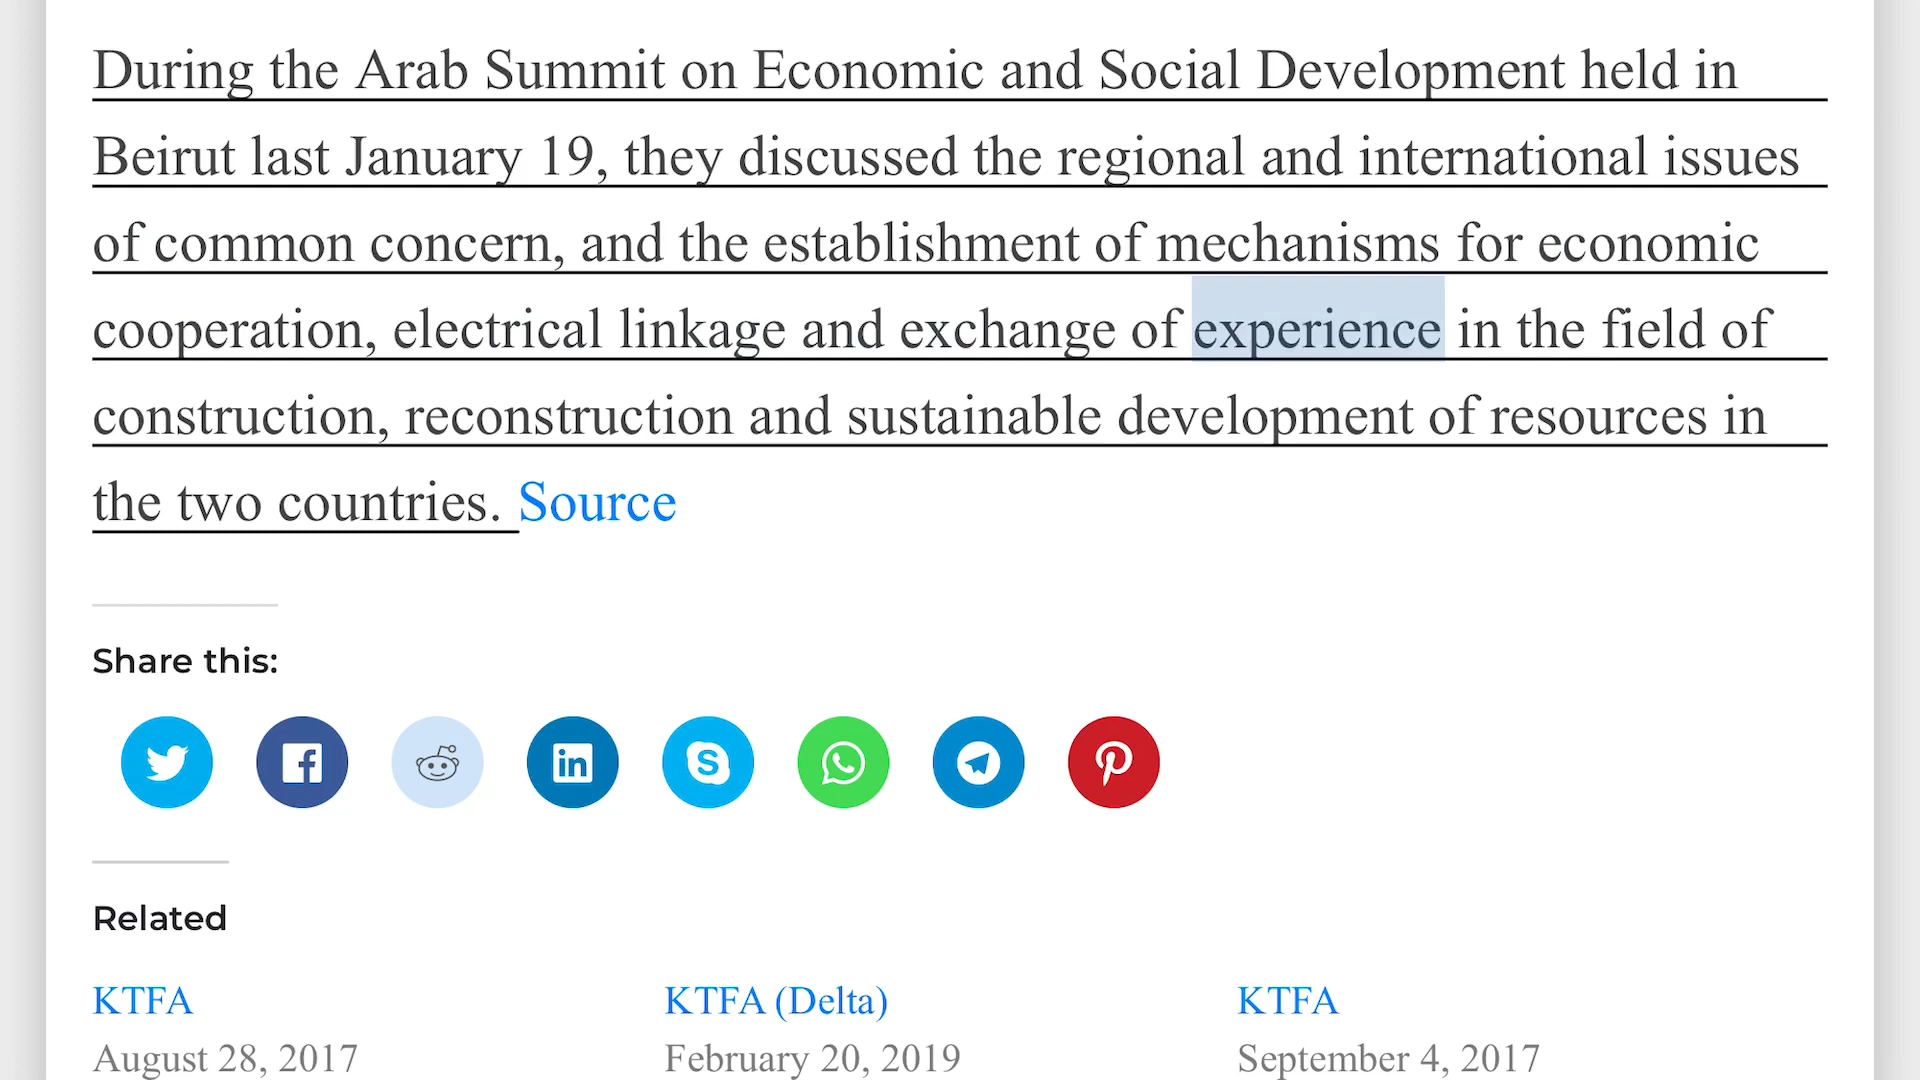 During the Arab Summit on Economic and Social Development held in
Beirut last January 19, they discussed the regional and international issues
of common concern, and the establishment of mechanisms for economic
cooperation, electrical linkage and exchange of experience in the field of
construction, reconstruction and sustainable development of resources in
the two countries. Source
Share this:
Related
KTFA KTFA (Delta) KTFA
August 28, 2017 February 20, 2019 September 4, 2017